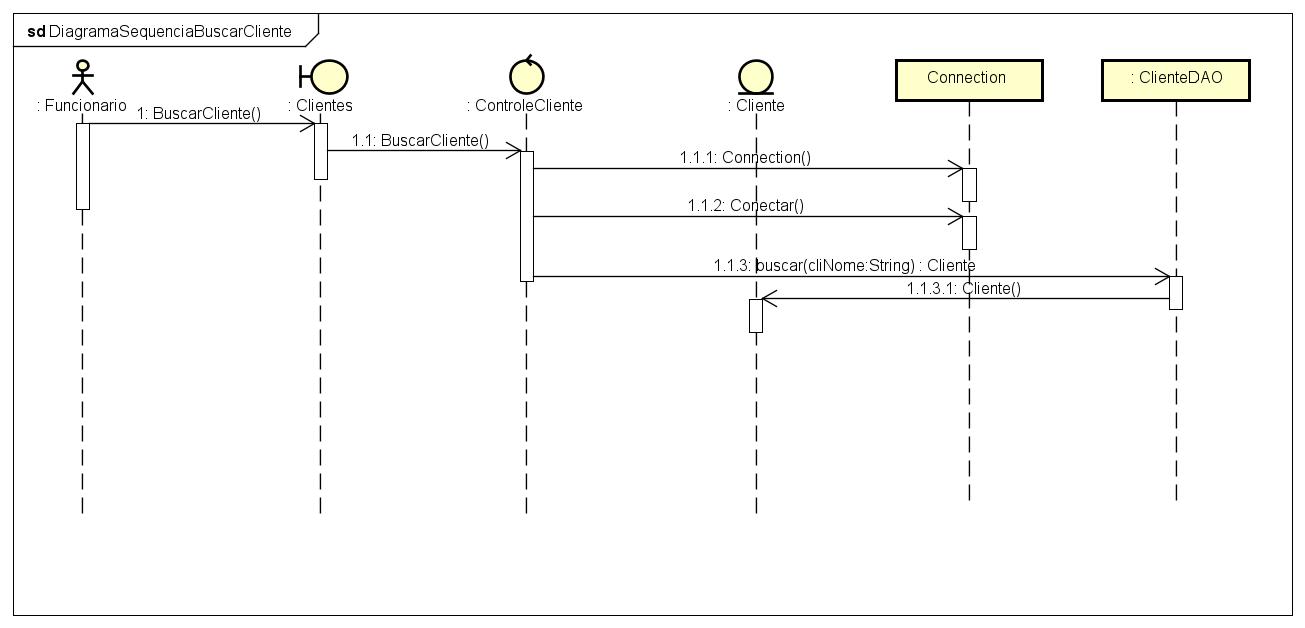 sd DiagramaSequenciaBuscarCliente
: Funcionario
: Clientes
: ControleCliente
: Cliente
Connection
: ClienteDAO
1: BuscarCliente()
1.1: BuscarCliente()
1.1.1: Connection()
1.1.2: Conectar()
1.1.3: buscar(cliNome:String) : Cliente
1.1.3.1: Cliente()